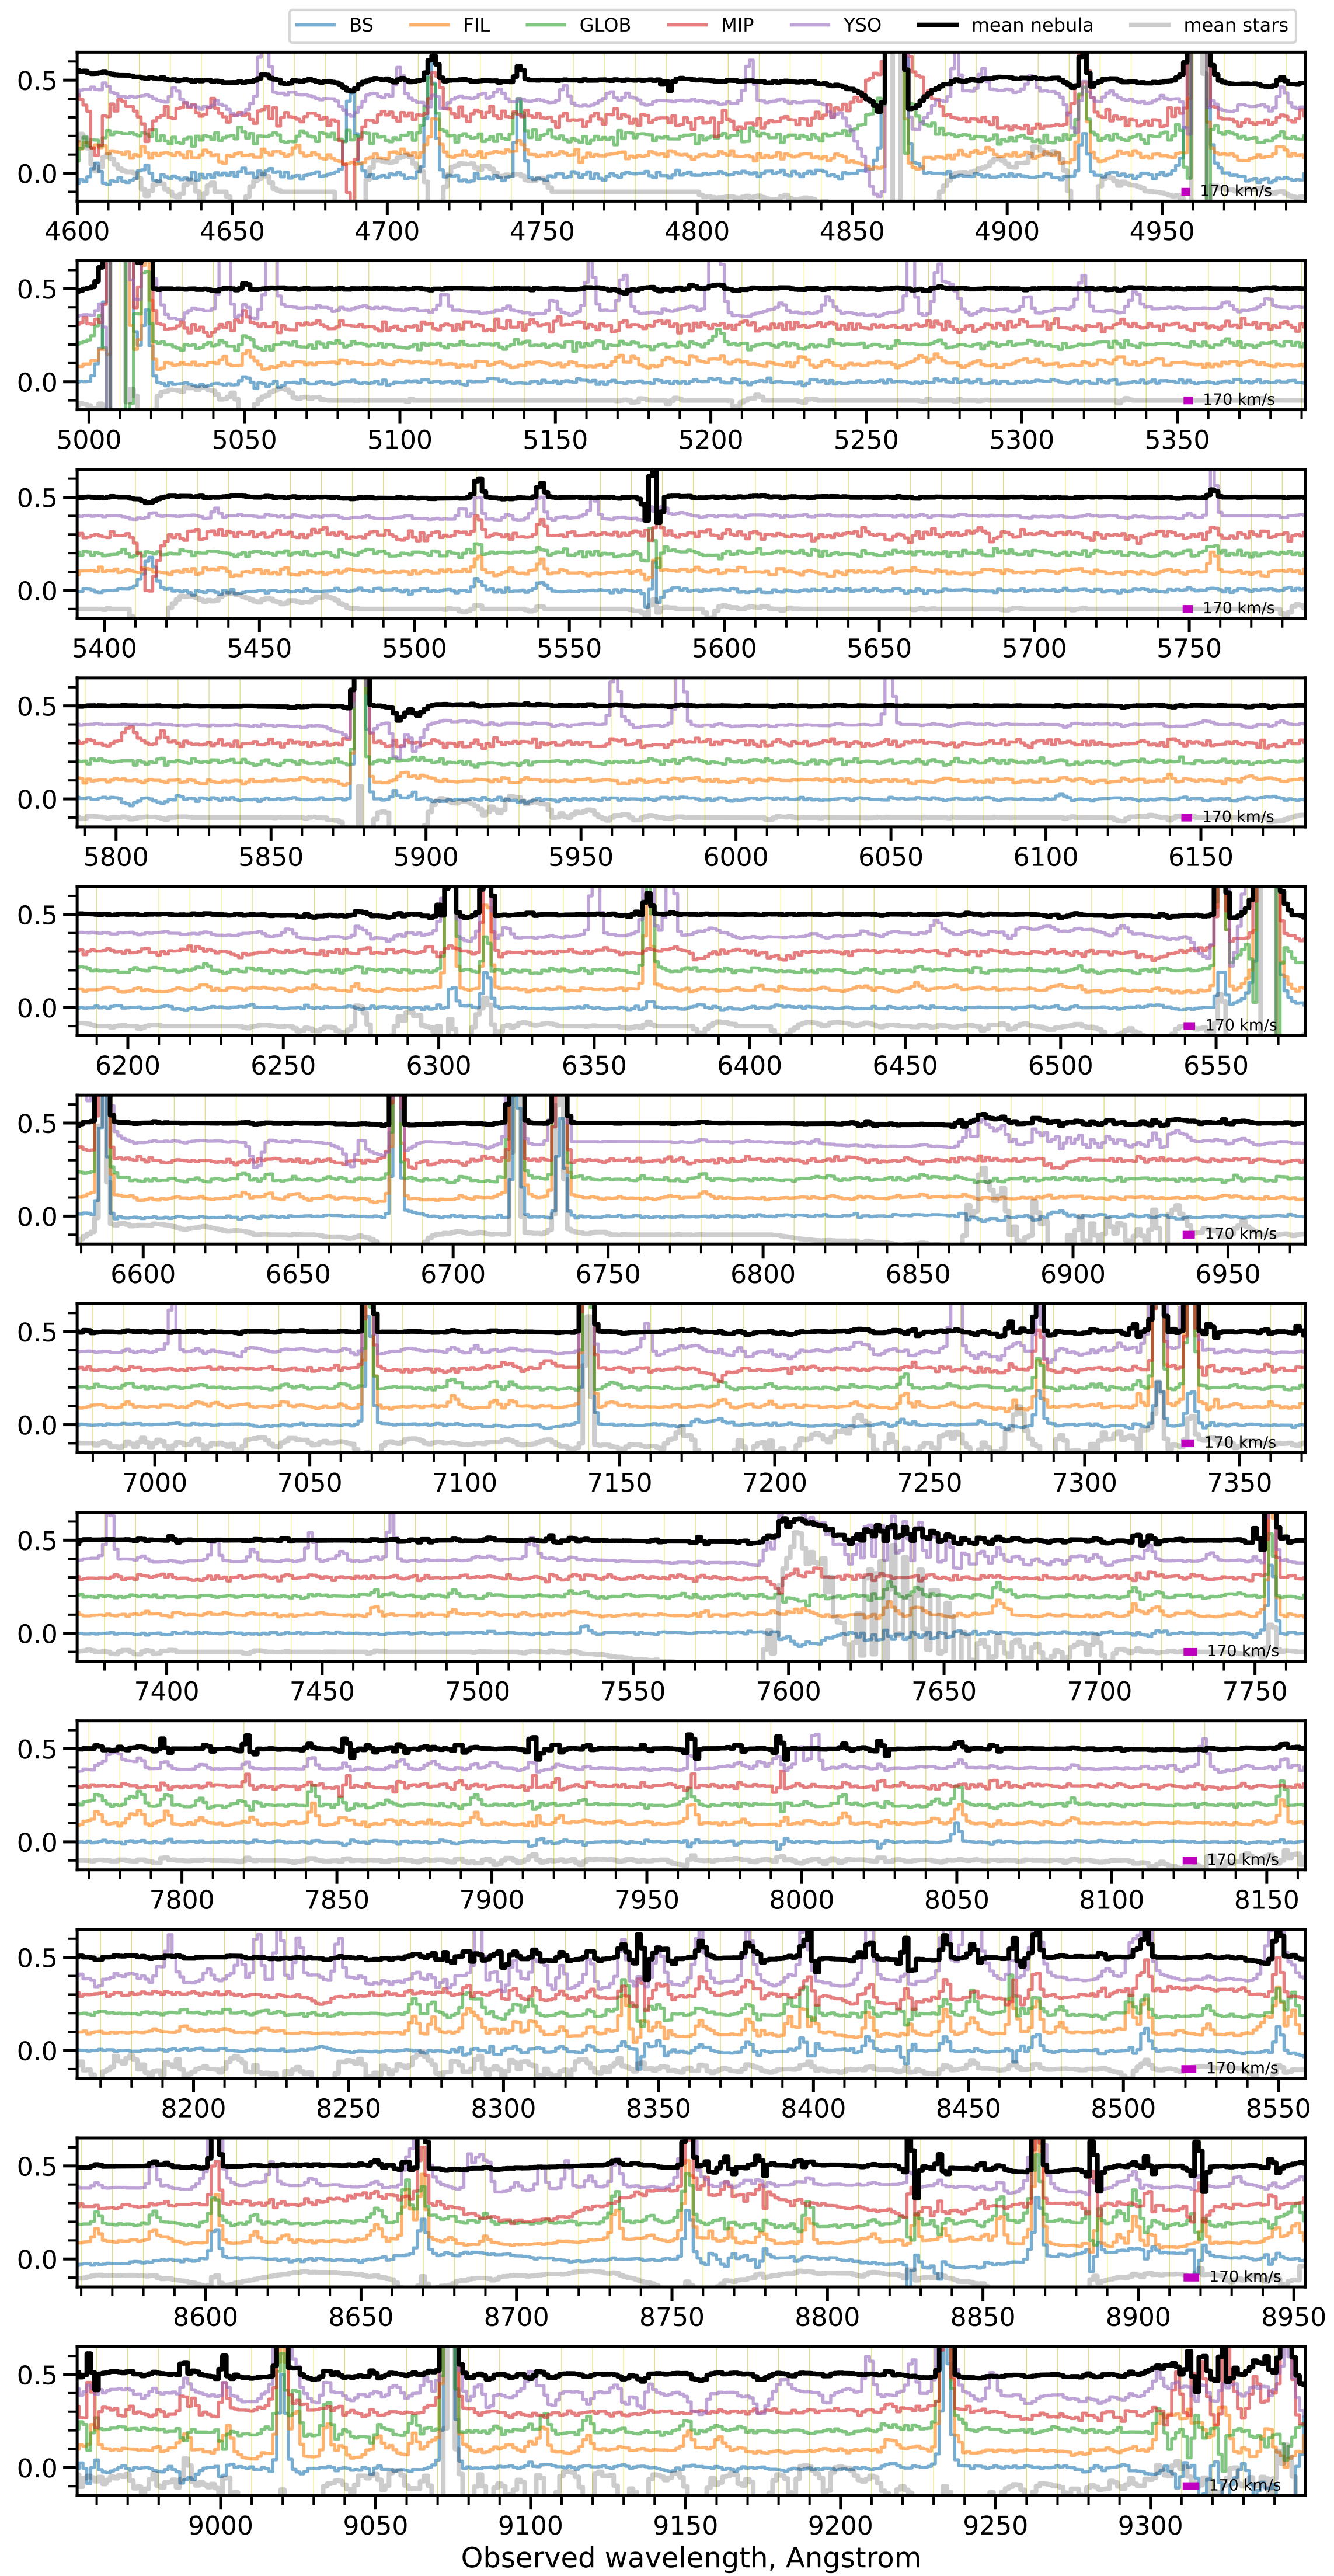 BS FIL GLOB MIP YSO mean nebula mean stars
0.5
0.0
170 km/s
4600 4650 4700 4750 4800 4850 4900 4950
0.5
0.0
170 km/s
5000 5050 5100 5150 5200 5250 5300 5350
0.5
0.0
170 km/s
5400 5450 5500 5550 5600 5650 5700 5750
0.5
0.0
170 km/s
5800 5850 5900 5950 6000 6050 6100 6150
0.5
0.0
170 km/s
6200 6250 6300 6350 6400 6450 6500 6550
0.5
0.0
170 km/s
6600 6650 6700 6750 6800 6850 6900 6950
0.5
0.0
170 km/s
7000 7050 7100 7150 7200 7250 7300 7350
0.5
0.0
170 km/s
7400 7450 7500 7550 7600 7650 7700 7750
0.5
0.0
170 km/s
7800 7850 7900 7950 8000 8050 8100 8150
0.5
0.0
170 km/s
8200 8250 8300 8350 8400 8450 8500 8550
0.5
0.0
170 km/s
8600 8650 8700 8750 8800 8850 8900 8950
0.5
0.0
170 km/s
9000 9050 9100 9150 9200 9250 9300
Observed wavelength, Angstrom